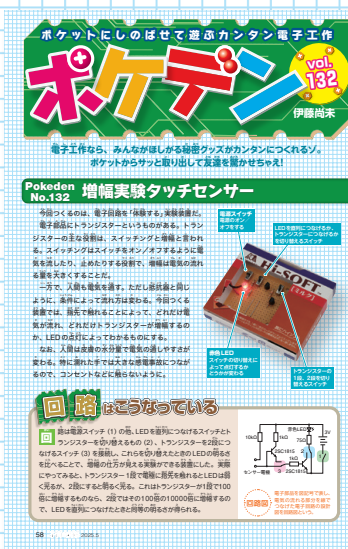 ポケットにしのばせて遊ぶカンタン電子工作
ポケデン
vol.
132
伊藤尚未
電子工作なら、みんながほしがる秘密グッズがカンタンにつくれるゾ。
ポケットからサッと取り出して友達を驚かせちゃえ!
Pokeden
No.132
増幅実験タッチセンサー
今回つくるのは、電子回路を「体験する」実験装置だ。
電子部品にトランジスターというものがある。トラン
ジスターの主な役割は、スイッチングと増幅と言われ
る。スイッチングはスイッチをオン/オフするように電
気を流したり、止めたりする役割で、増幅は電気の流れ
る量を大きくすることだ。
一方で、人間も電気を通す。ただし抵抗器と同じ
ように、条件によって流れ方は変わる。今回つくる
装置では、指先で触れることによって、どれだけ電
気が流れ、どれだけトランジスターが増幅するの
か、LEDの点灯によってわかるものにする。
なお、人間は皮膚の水分量で電気の通しやすさが
変わる。特に濡れた手では大きな感電事故につなが
るので、コンセントなどに触らないように。
電源スイッチ
電源のオン
オフをする
LEDを直列につなげるか、
トランジスターにつなげるか
を切り替えるスイッチ
赤色LED
スイッチの切り替えに
よって点灯するか
どうかが変わる
トランジスターの
1段、2段を切り
替えるスイッチ
回路はこうなっている
回路は電源スイッチ(1)の他、LEDを直列につなげるスイッチと
トランジスターを切り替えるもの(2)、トランジスターを2段につ
なげるスイッチ(3)を接続し、これらを切り替えたときのLEDの明るさ
を比べることで、増幅の仕方が見える実験ができる装置にした。実際
にやってみると、トランジスター1段で電極に指先を触れるとLEDは弱
く光るが、2段にすると明るく光る。これはトランジスターが1段で100
倍に増幅するものなら、2段ではその100倍の10000倍に増幅するの
で、LEDを直列につなげたときと同等の明るさが得られる。
赤色LED
10kΩ
1kΩ
3V
2SC1815
75Ω
センサー電極
1kΩ
2SC1815
回路図
電子部品を図記号で表し、
電気の流れる部分を線で
つなげた電子回路の設計
図を回路図という。
58
2025.5